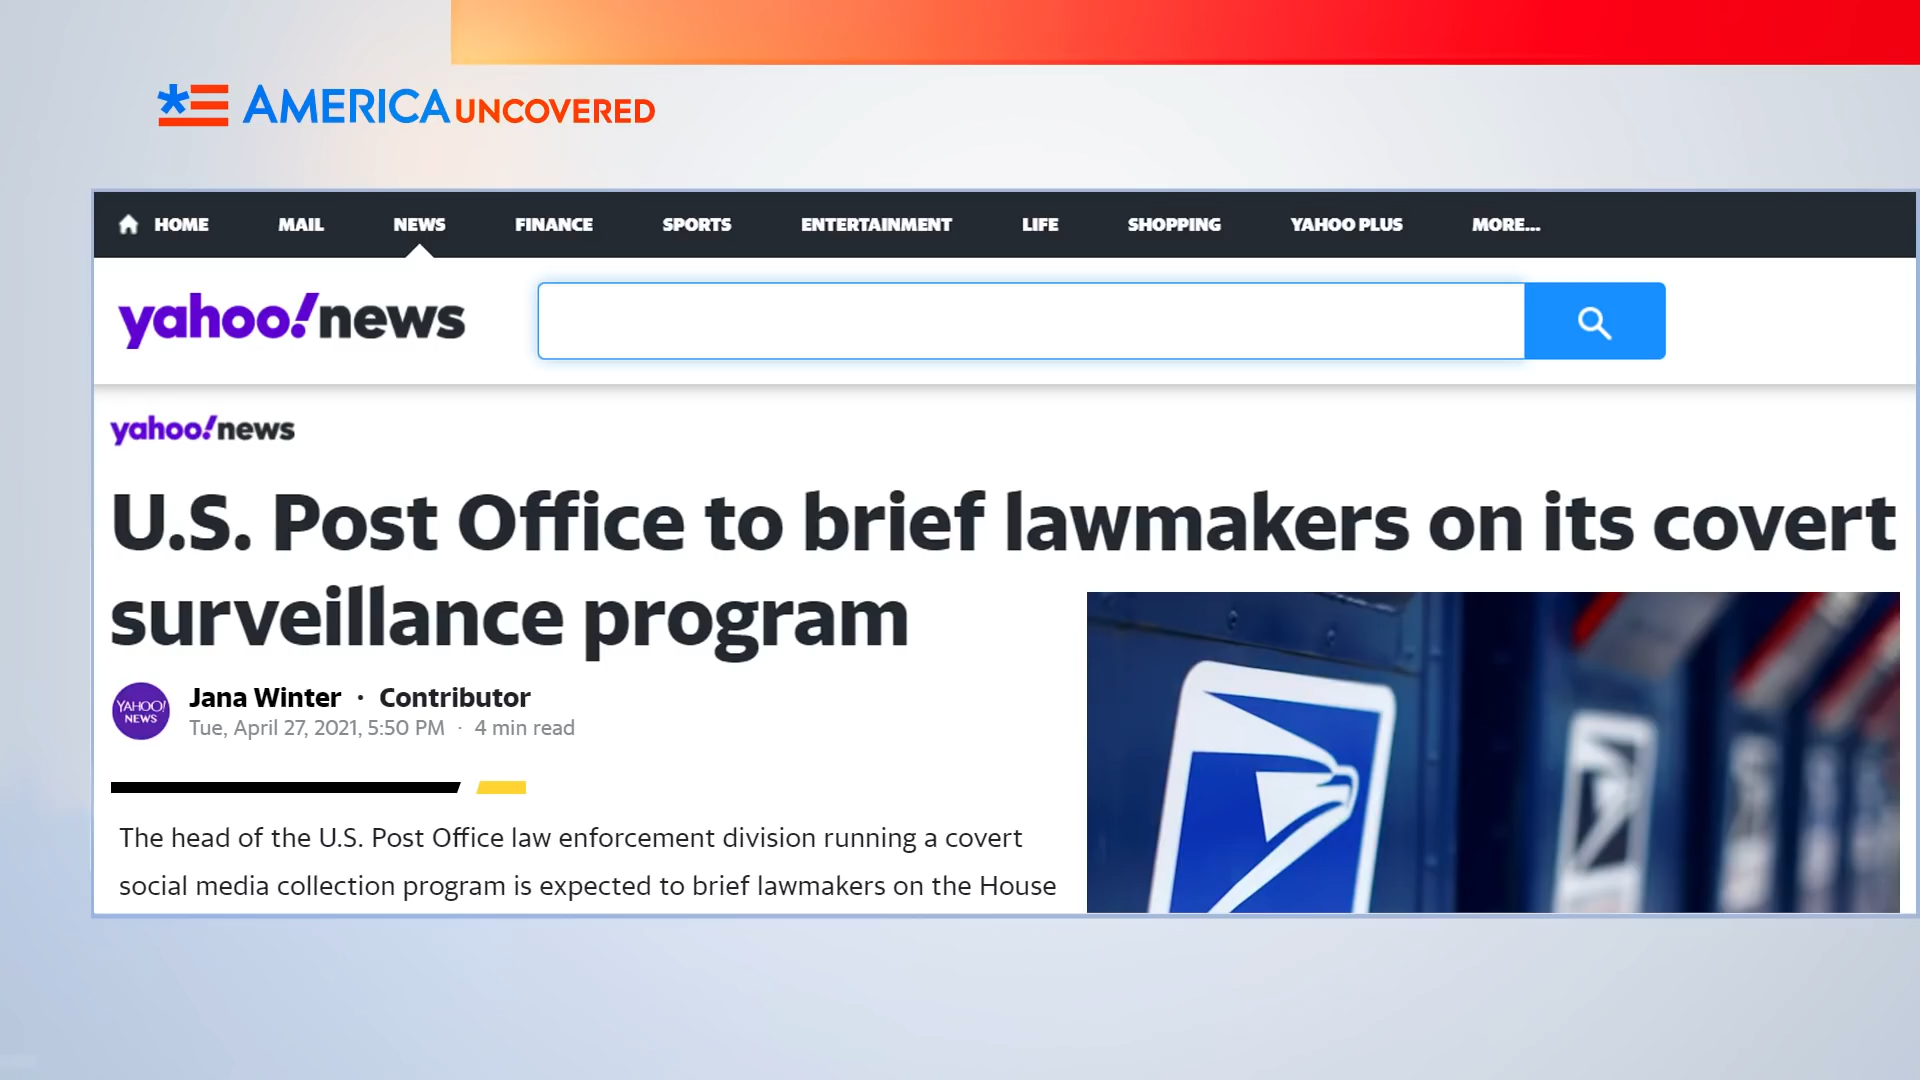 AMERICA UNCOVERED
HOME MAIL NEWS FINANCE SPORTS ENTERTAINMENT LIFE SHOPPING YAHOO PLUS MORE...
yahoo!news
yahoo!news
U.S. Post Office to brief lawmakers on its covert
surveillance program
YAHOO!
NEWS
Jana Winter · Contributor
Tue, April 27, 2021, 5:50 PM · 4 min read
The head of the U.S. Post Office law enforcement division running a covert
social media collection program is expected to brief lawmakers on the House